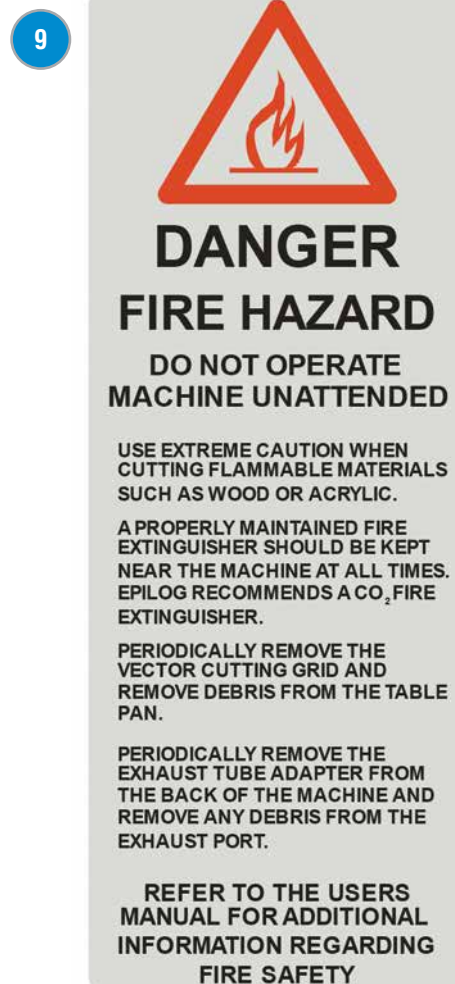 9
DANGER
FIRE HAZARD
DO NOT OPERATE
MACHINE UNATTENDED
USE EXTREME CAUTION WHEN
CUTTING FLAMMABLE MATERIALS
SUCH AS WOOD OR ACRYLIC.
A PROPERLY MAINTAINED FIRE
EXTINGUISHER SHOULD BE KEPT
NEAR THE MACHINE AT ALL TIMES.
EPILOG RECOMMENDS A CO₂ FIRE
EXTINGUISHER.
PERIODICALLY REMOVE THE
VECTOR CUTTING GRID AND
REMOVE DEBRIS FROM THE TABLE
PAN.
PERIODICALLY REMOVE THE
EXHAUST TUBE ADAPTER FROM
THE BACK OF THE MACHINE AND
REMOVE ANY DEBRIS FROM THE
EXHAUST PORT.
REFER TO THE USERS
MANUAL FOR ADDITIONAL
INFORMATION REGARDING
FIRE SAFETY